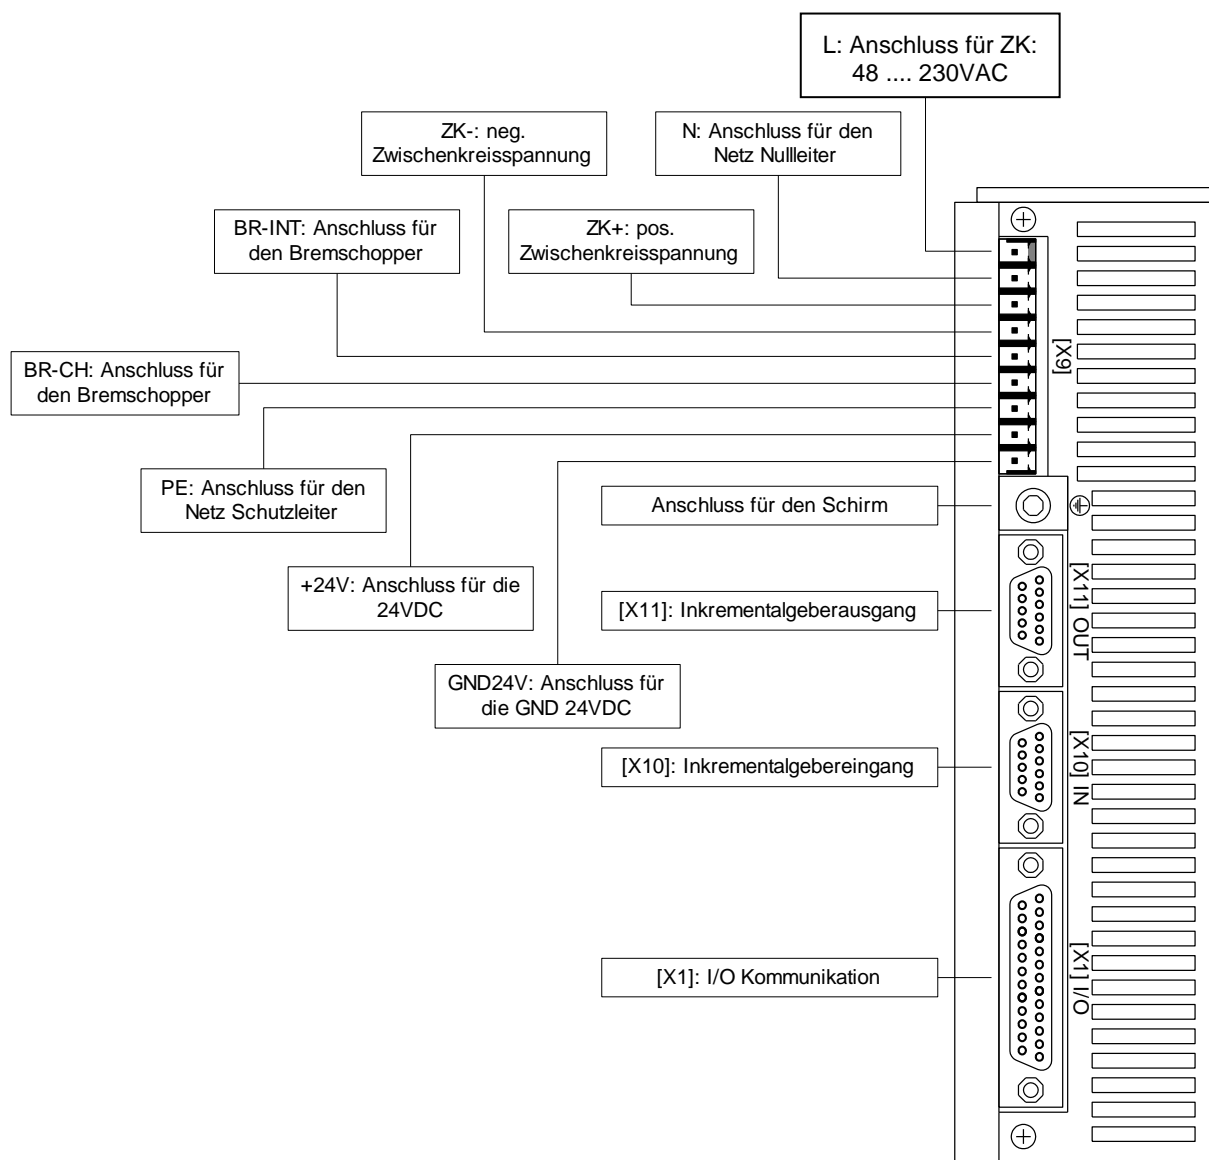 L: Anschluss für ZK:
48 .... 230VAC
ZK-: neg.
Zwischenkreisspannung
N: Anschluss für den
Netz Nullleiter
BR-INT: Anschluss für
den Bremschopper
ZK+: pos.
Zwischenkreisspannung
[X9]
BR-CH: Anschluss für
den Bremschopper
PE: Anschluss für den
Netz Schutzleiter
Anschluss für den Schirm
+24V: Anschluss für die
24VDC
[X11]: Inkrementalgeberausgang
[X11] OUT
GND24V: Anschluss für
die GND 24VDC
[X10]: Inkrementalgebereingang
[X10] IN
[X1]: I/O Kommunikation
[X1] I/O